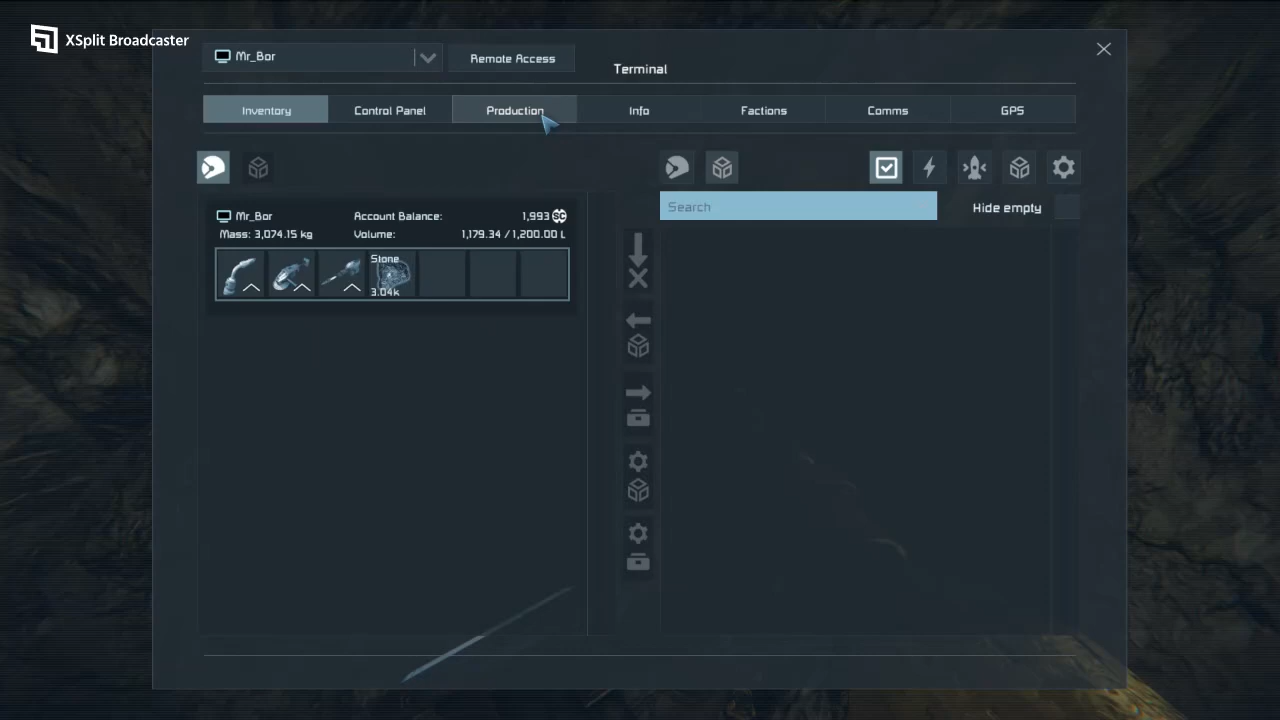 XSplit Broadcaster
Mr_Bor
Remote Access
Terminal
Inventory
Control Panel
Production
Info
Factions
Comms
GPS
Search
Hide empty
Mr_Bor
Account Balance:
1,993 SC
Mass: 3,074.15 kg
Volume:
1,179.34 / 1,200.00 L
Stone
3.04k